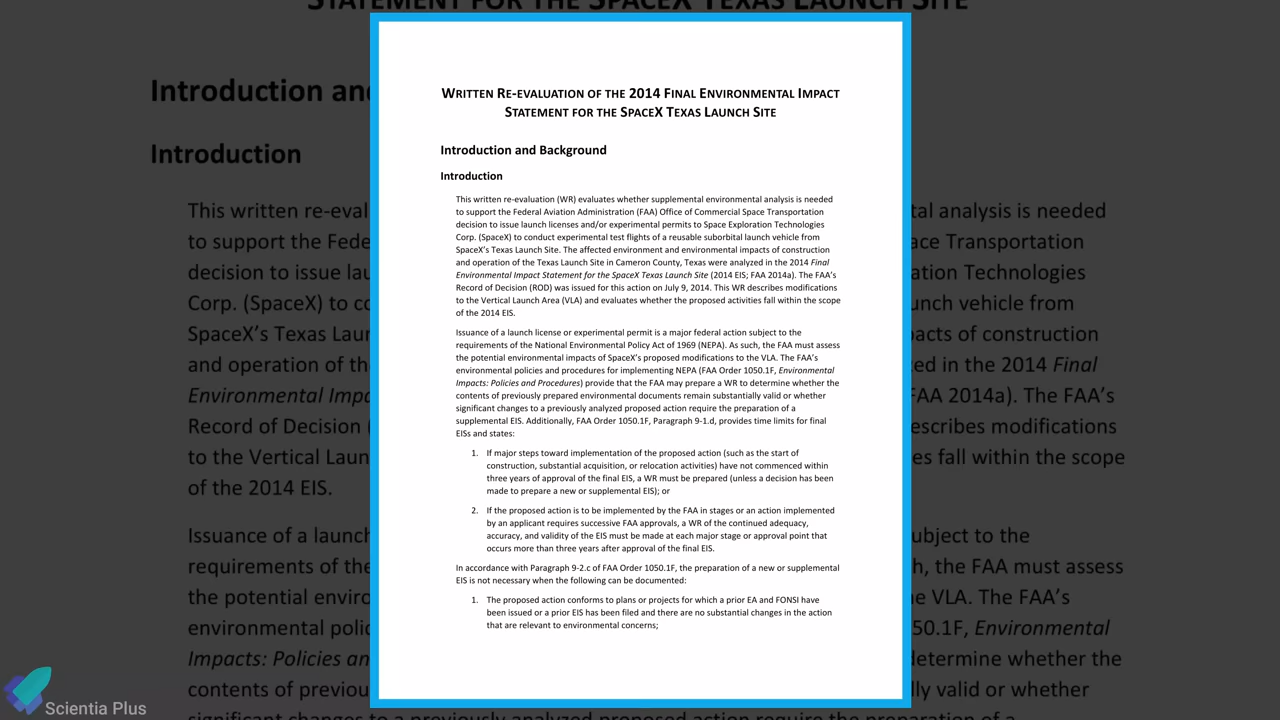 WRITTEN RE-EVALUATION OF THE 2014 FINAL ENVIRONMENTAL IMPACT
STATEMENT FOR THE SPACEX TEXAS LAUNCH SITE
Introduction and Background
Introduction
This written re-evaluation (WR) evaluates whether supplemental environmental analysis is needed
to support the Federal Aviation Administration (FAA) Office of Commercial Space Transportation
decision to issue launch licenses and/or experimental permits to Space Exploration Technologies
Corp. (SpaceX) to conduct experimental test flights of a reusable suborbital launch vehicle from
SpaceX's Texas Launch Site. The affected environment and environmental impacts of construction
and operation of the Texas Launch Site in Cameron County, Texas were analyzed in the 2014 Final
Environmental Impact Statement for the SpaceX Texas Launch Site (2014 EIS; FAA 2014a). The FAA's
Record of Decision (ROD) was issued for this action on July 9, 2014. This WR describes modifications
to the Vertical Launch Area (VLA) and evaluates whether the proposed activities fall within the scope
of the 2014 EIS.
Issuance of a launch license or experimental permit is a major federal action subject to the
requirements of the National Environmental Policy Act of 1969 (NEPA). As such, the FAA must assess
the potential environmental impacts of SpaceX's proposed modifications to the VLA. The FAA's
environmental policies and procedures for implementing NEPA (FAA Order 1050.1F, Environmental
Impacts: Policies and Procedures) provide that the FAA may prepare a WR to determine whether the
contents of previously prepared environmental documents remain substantially valid or whether
significant changes to a previously analyzed proposed action require the preparation of a
supplemental EIS. Additionally, FAA Order 1050.1F, Paragraph 9-1.d, provides time limits for final
EISs and states:
1. If major steps toward implementation of the proposed action (such as the start of
construction, substantial acquisition, or relocation activities) have not commenced within
three years of approval of the final EIS, a WR must be prepared (unless a decision has been
made to prepare a new or supplemental EIS); or
2. If the proposed action is to be implemented by the FAA in stages or an action implemented
by an applicant requires successive FAA approvals, a WR of the continued adequacy,
accuracy, and validity of the EIS must be made at each major stage or approval point that
occurs more than three years after approval of the final EIS.
In accordance with Paragraph 9-2.c of FAA Order 1050.1F, the preparation of a new or supplemental
EIS is not necessary when the following can be documented:
1. The proposed action conforms to plans or projects for which a prior EA and FONSI have
been issued or a prior EIS has been filed and there are no substantial changes in the action
that are relevant to environmental concerns;
Scientia Plus